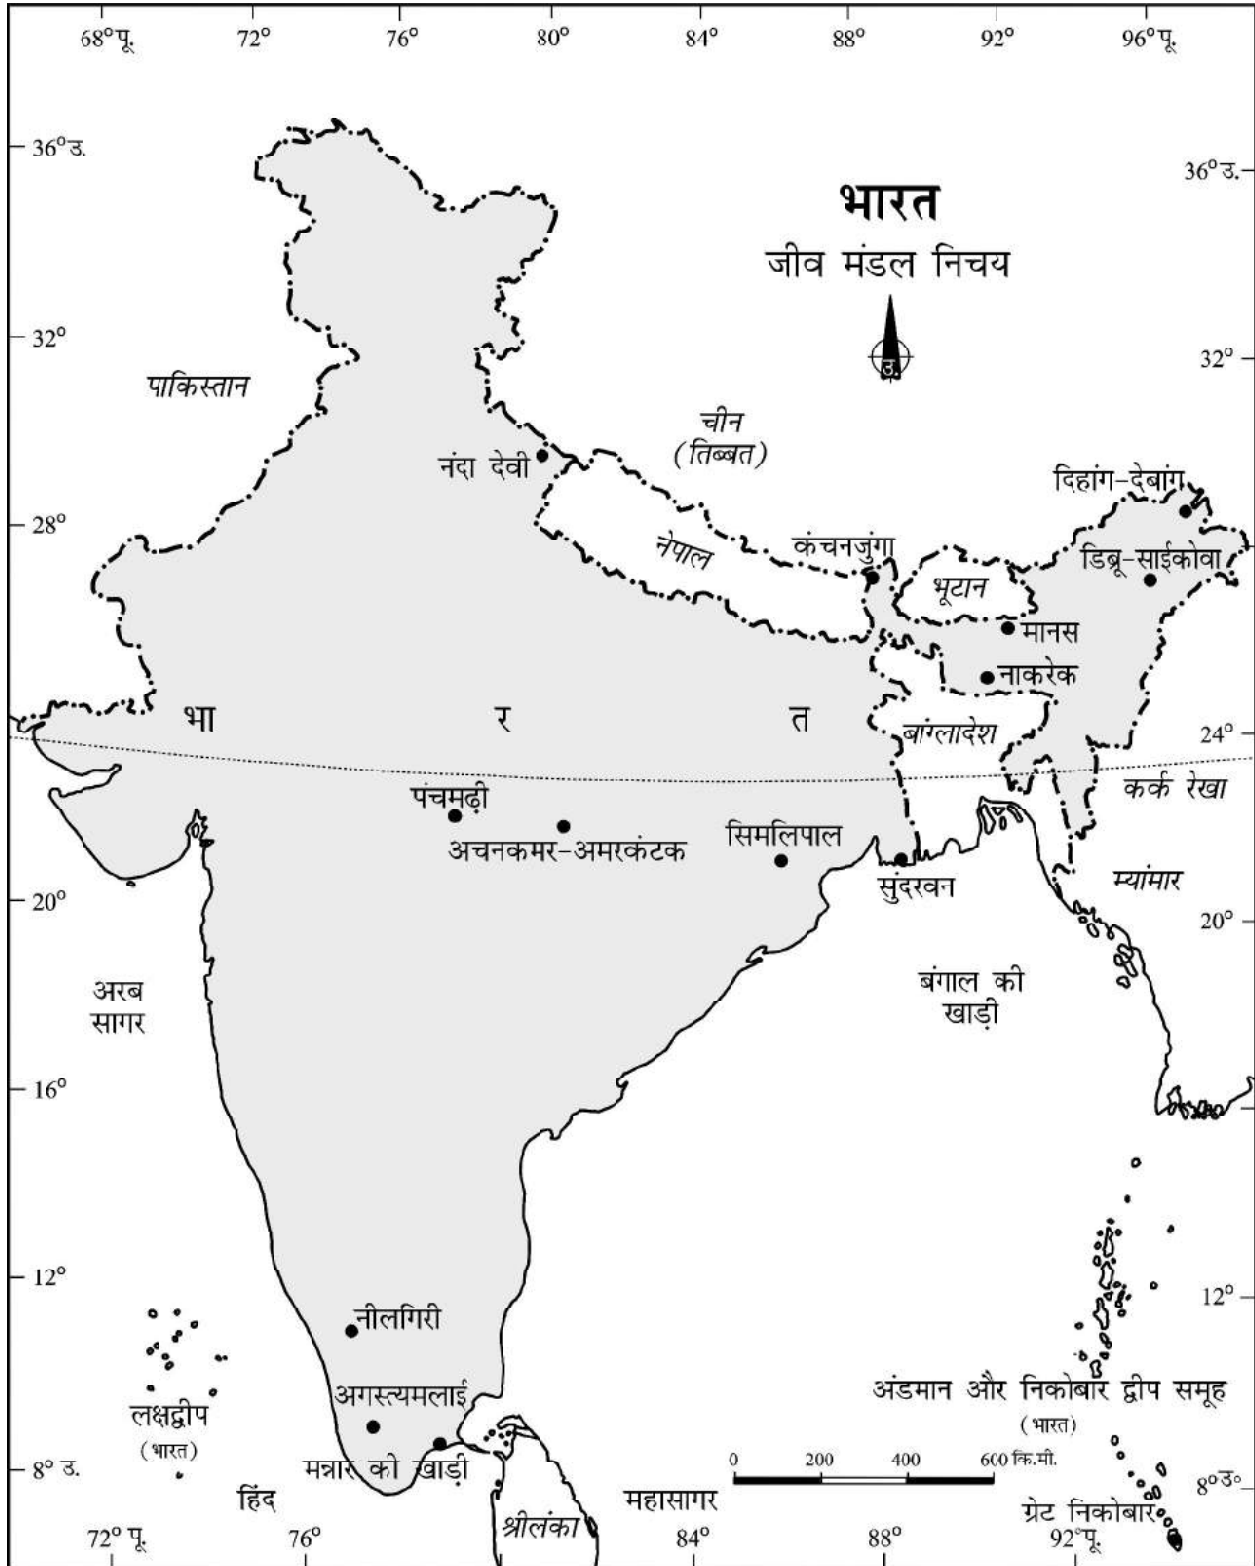 68°पू.
72°
76°
80°
84°
88°
92°
96°पू.
36°उ.
36°उ.
भारत
जीव मंडल निचय
उ
32°
32°
पाकिस्तान
चीन
(तिब्बत)
नंदा देवी
दिहांग-देबांग
28°
नेपाल
कंचनजुंगा
डिब्रू-साईकोवा
भूटान
मानस
नाकरेक
भा र त
बांग्लादेश
24°
कर्क रेखा
पंचमढ़ी
अचनकमर-अमरकंटक
सिमलिपाल
सुंदरवन
म्यांमार
20°
20°
अरब
सागर
बंगाल की
खाड़ी
16°
12°
12°
नीलगिरी
अगस्त्यमलाई
लक्षद्वीप
(भारत)
मन्नार की खाड़ी
अंडमान और निकोबार द्वीप समूह
(भारत)
0 200 400 600 कि.मी.
8°उ.
8°उ०
हिंद
महासागर
श्रीलंका
ग्रेट निकोबार
72°पू.
76°
84°
88°
92°पू.